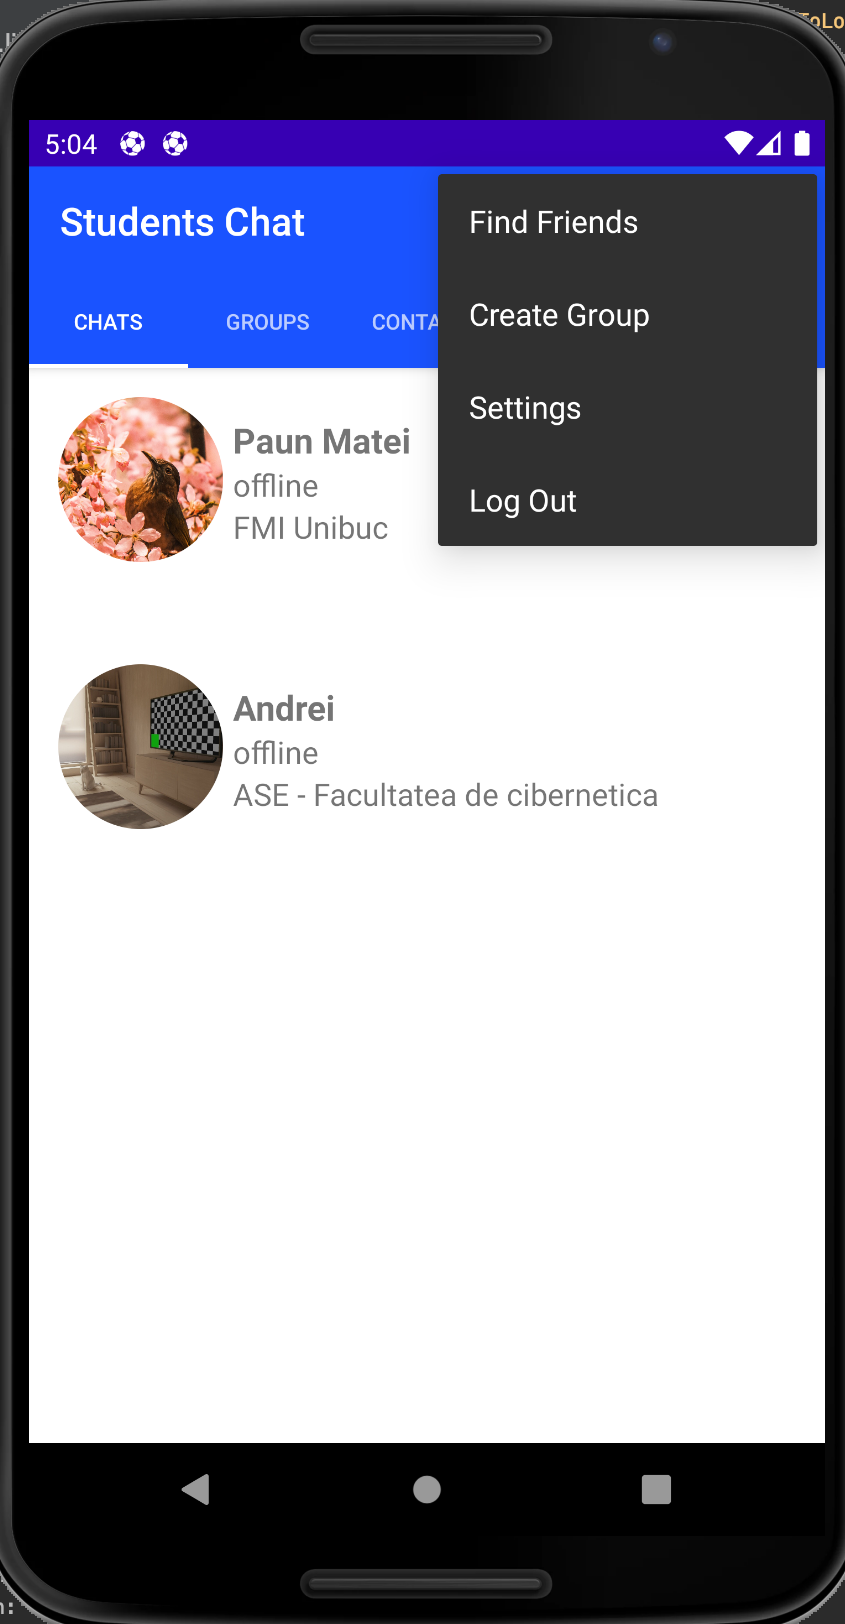 5:04
Students Chat
Find Friends
Create Group
Settings
Log Out
CHATS
GROUPS
CONTA
Paun Matei
offline
FMI Unibuc
Andrei
offline
ASE - Facultatea de cibernetica